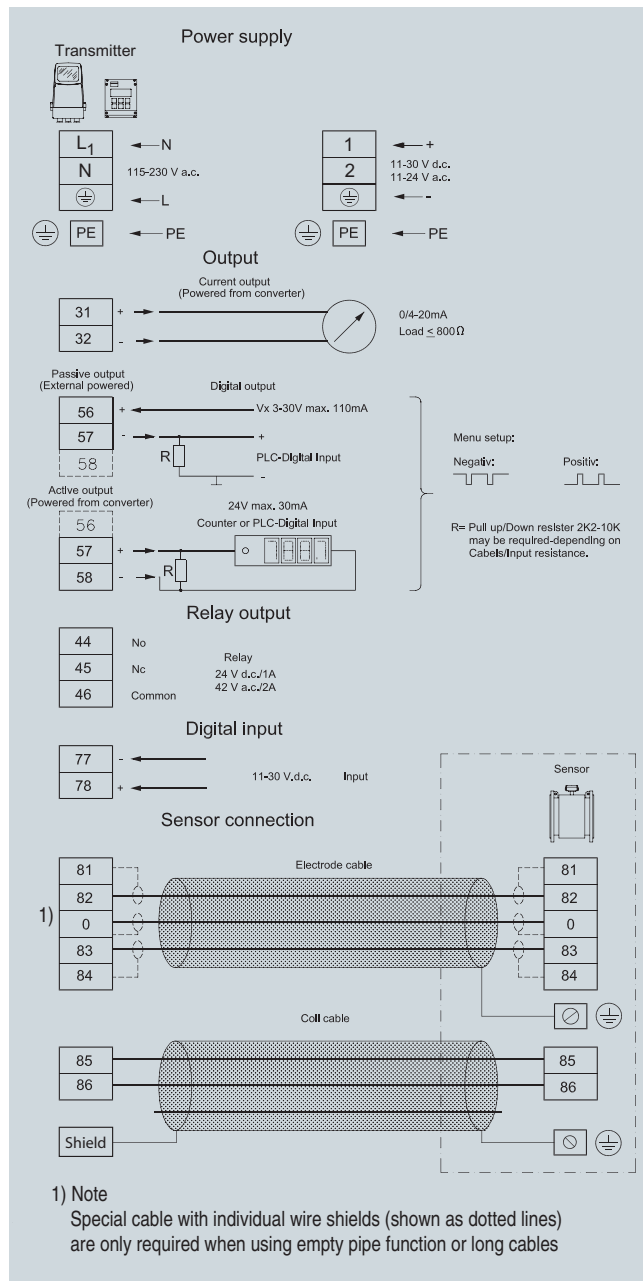 Power supply
Transmitter
L1
N
N
115-230 V a.c.
L
PE
PE
1
+
2
11-30 V d.c.
11-24 V a.c.
-
PE
PE
Output
Current output
(Powered from converter)
31
+
32
-
0/4-20mA
Load ≤ 800Ω
Passive output
(External powered)
Digital output
56
+
Vx 3-30V max. 110mA
57
-
+
58
R
PLC-Digital Input
-
Menu setup:
Negativ:
Positiv:
Active output
(Powered from converter)
56
24V max. 30mA
Counter or PLC-Digital Input
57
+
58
-
R
R= Pull up/Down resister 2K2-10K
may be required-depending on
Cabels/Input resistance.
Relay output
44
No
45
Nc
46
Common
Relay
24 V d.c./1A
42 V a.c./2A
Digital input
77
-
78
+
11-30 V.d.c.
Input
Sensor
Sensor connection
Electrode cable
1)
81
82
0
83
84
81
82
0
83
84
Coil cable
85
86
85
86
Shield
1) Note
Special cable with individual wire shields (shown as dotted lines)
are only required when using empty pipe function or long cables